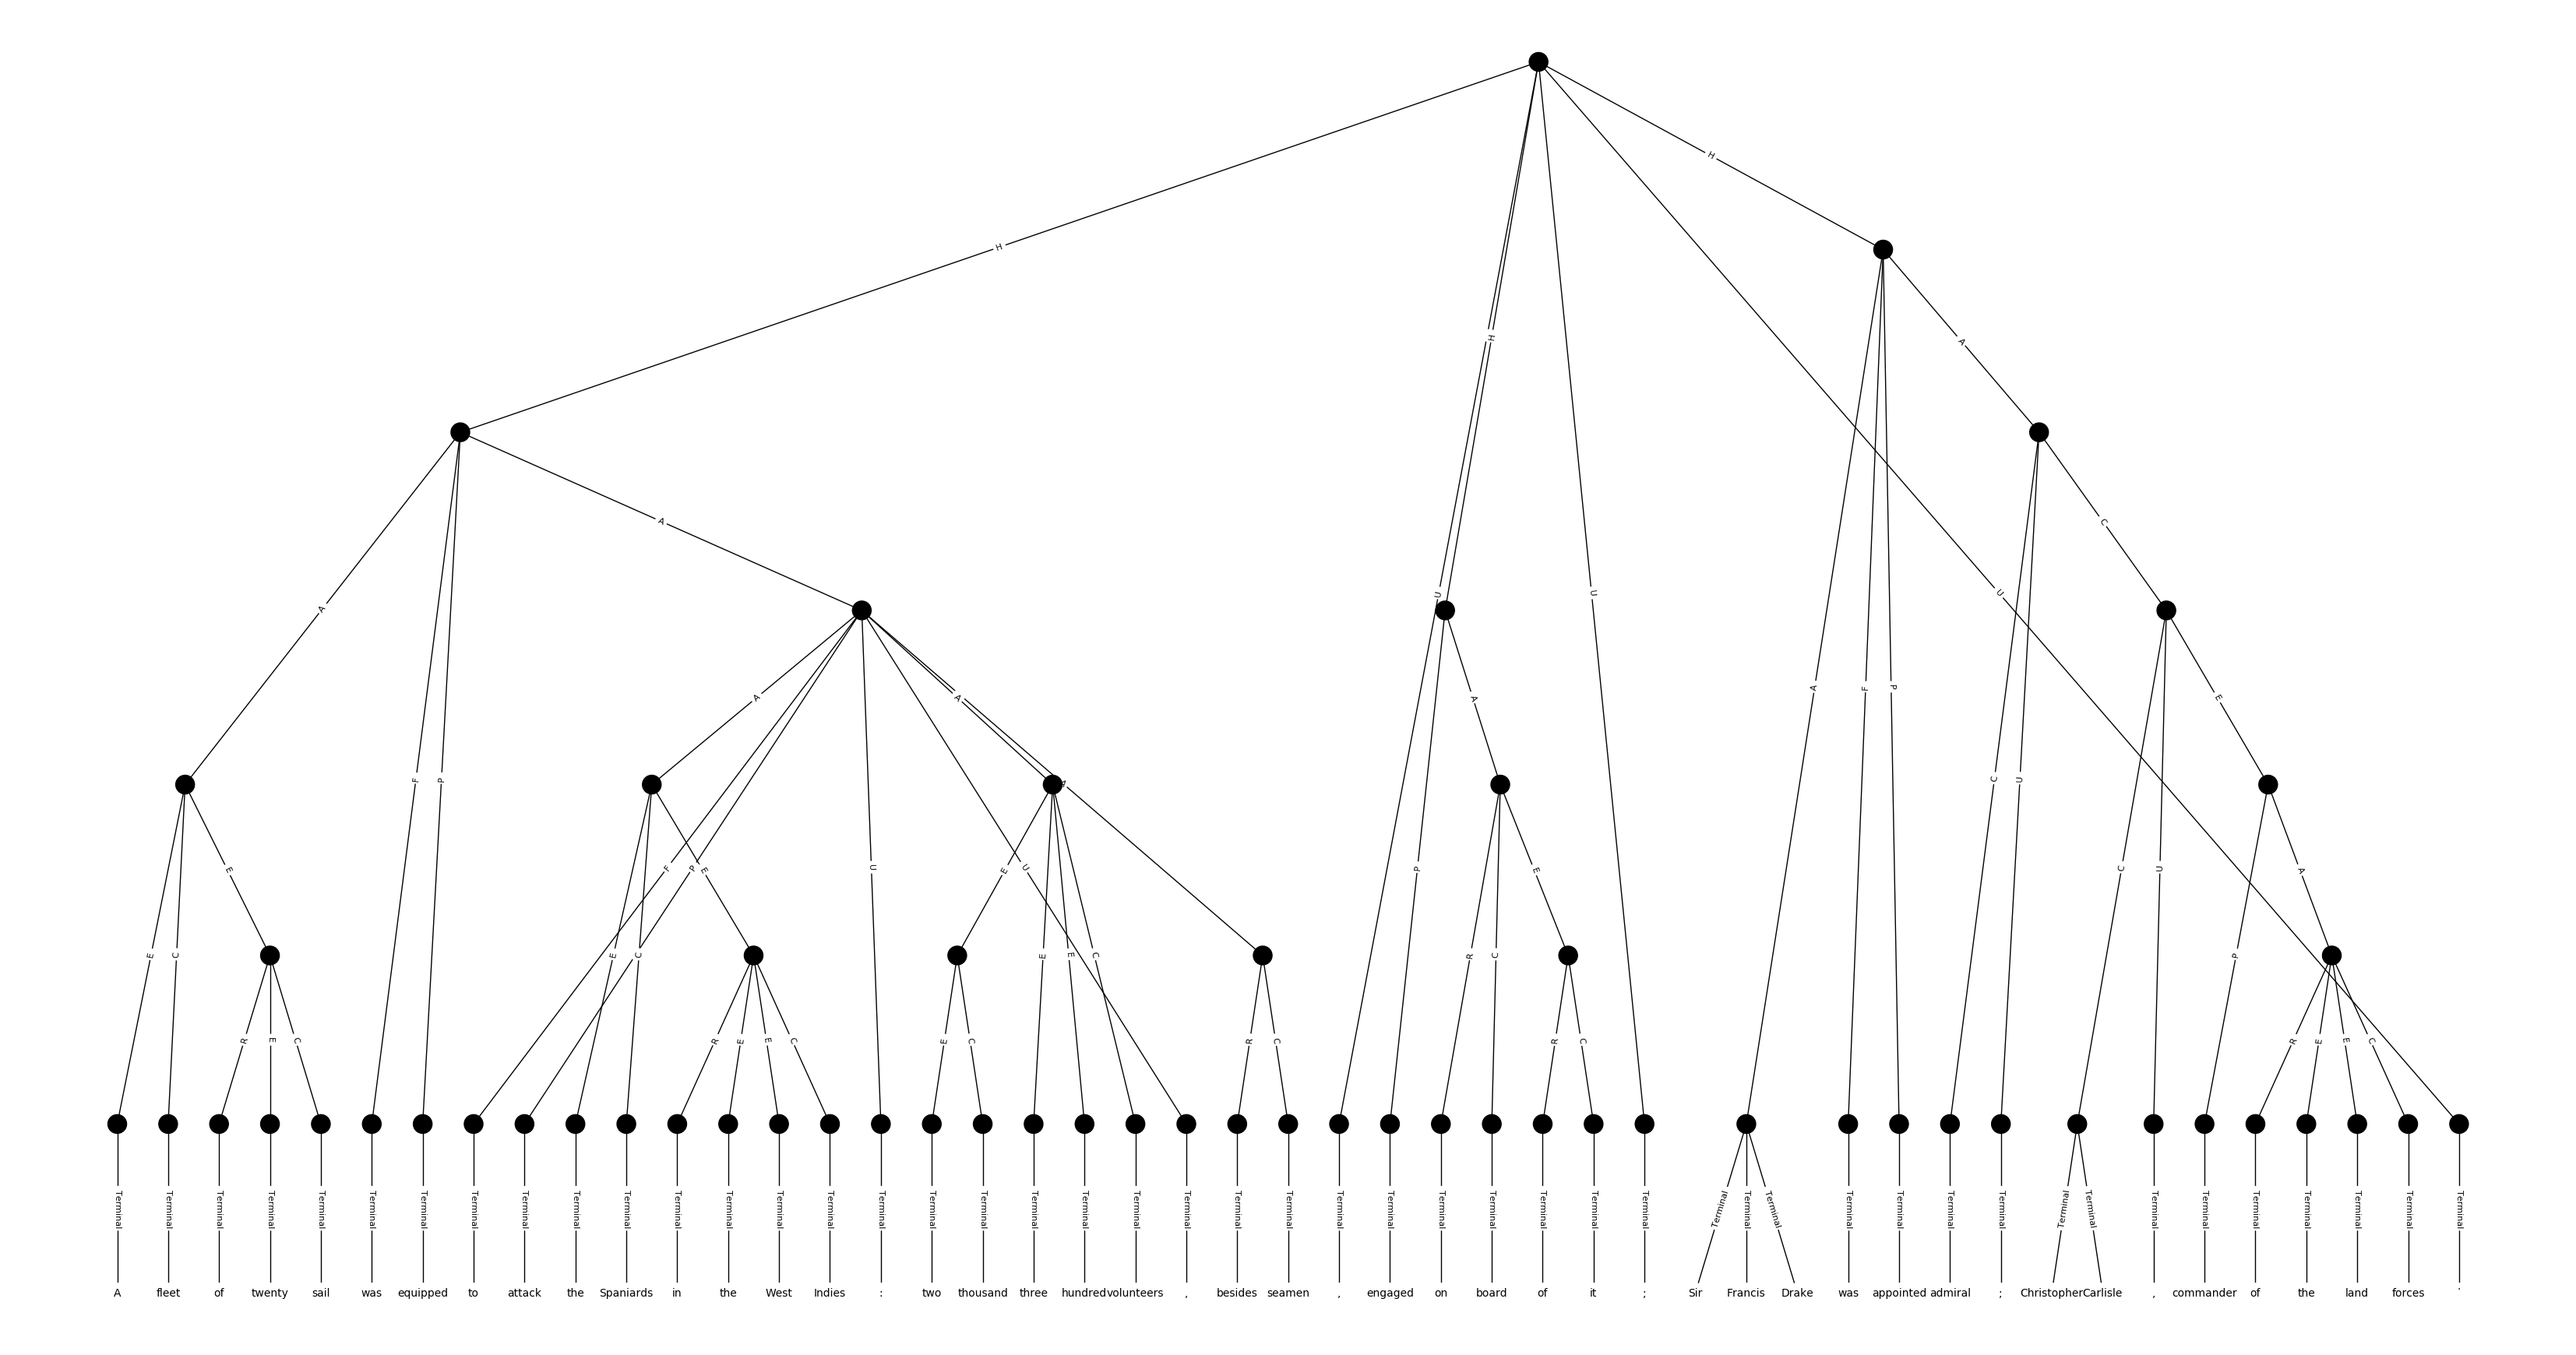 H
H
A
H
C
A
A
U U U
A F P
E
A A A
F P C U
A
F P E U E U P E C U A
E C E C E E C R C P
R E C R E E C E C R C R C R E E C
Terminal Terminal Terminal Terminal Terminal Terminal Terminal Terminal Terminal Terminal Terminal Terminal Terminal Terminal Terminal Terminal Terminal Terminal Terminal Terminal Terminal Terminal Terminal Terminal Terminal Terminal Terminal Terminal Terminal Terminal Terminal Terminal Terminal Terminal Terminal Terminal Terminal Terminal Terminal Terminal Terminal Terminal Terminal Terminal Terminal Terminal Terminal
A fleet of twenty sail was equipped to attack the Spaniards in the West Indies : two thousand three hundred volunteers , besides seamen , engaged on board of it ; Sir Francis Drake was appointed admiral ; Christopher Carlisle , commander of the land forces .